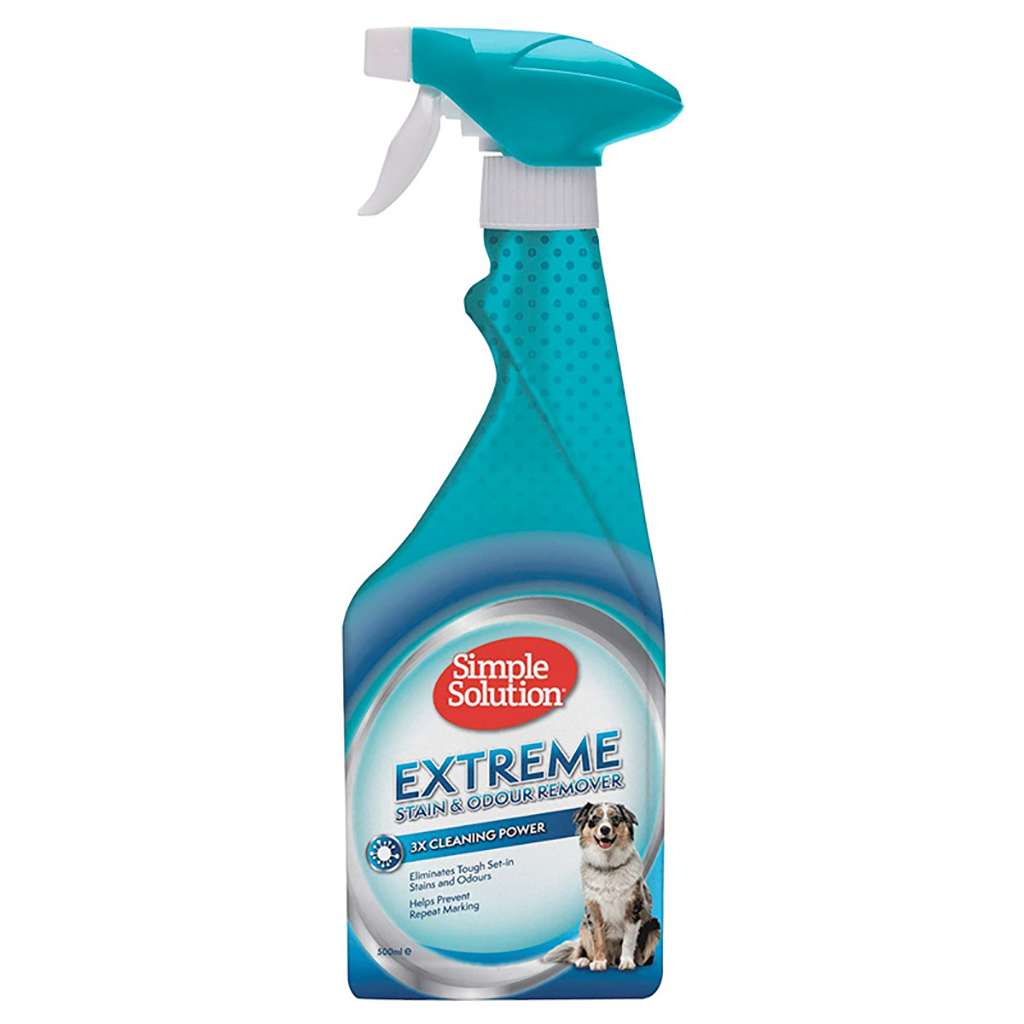 Simple
Solution
EXTREME
STAIN & ODOUR REMOVER
3X CLEANING POWER
Eliminates Tough Set-in
Stains and Odours
Helps Prevent
Repeat Marking
500ml e